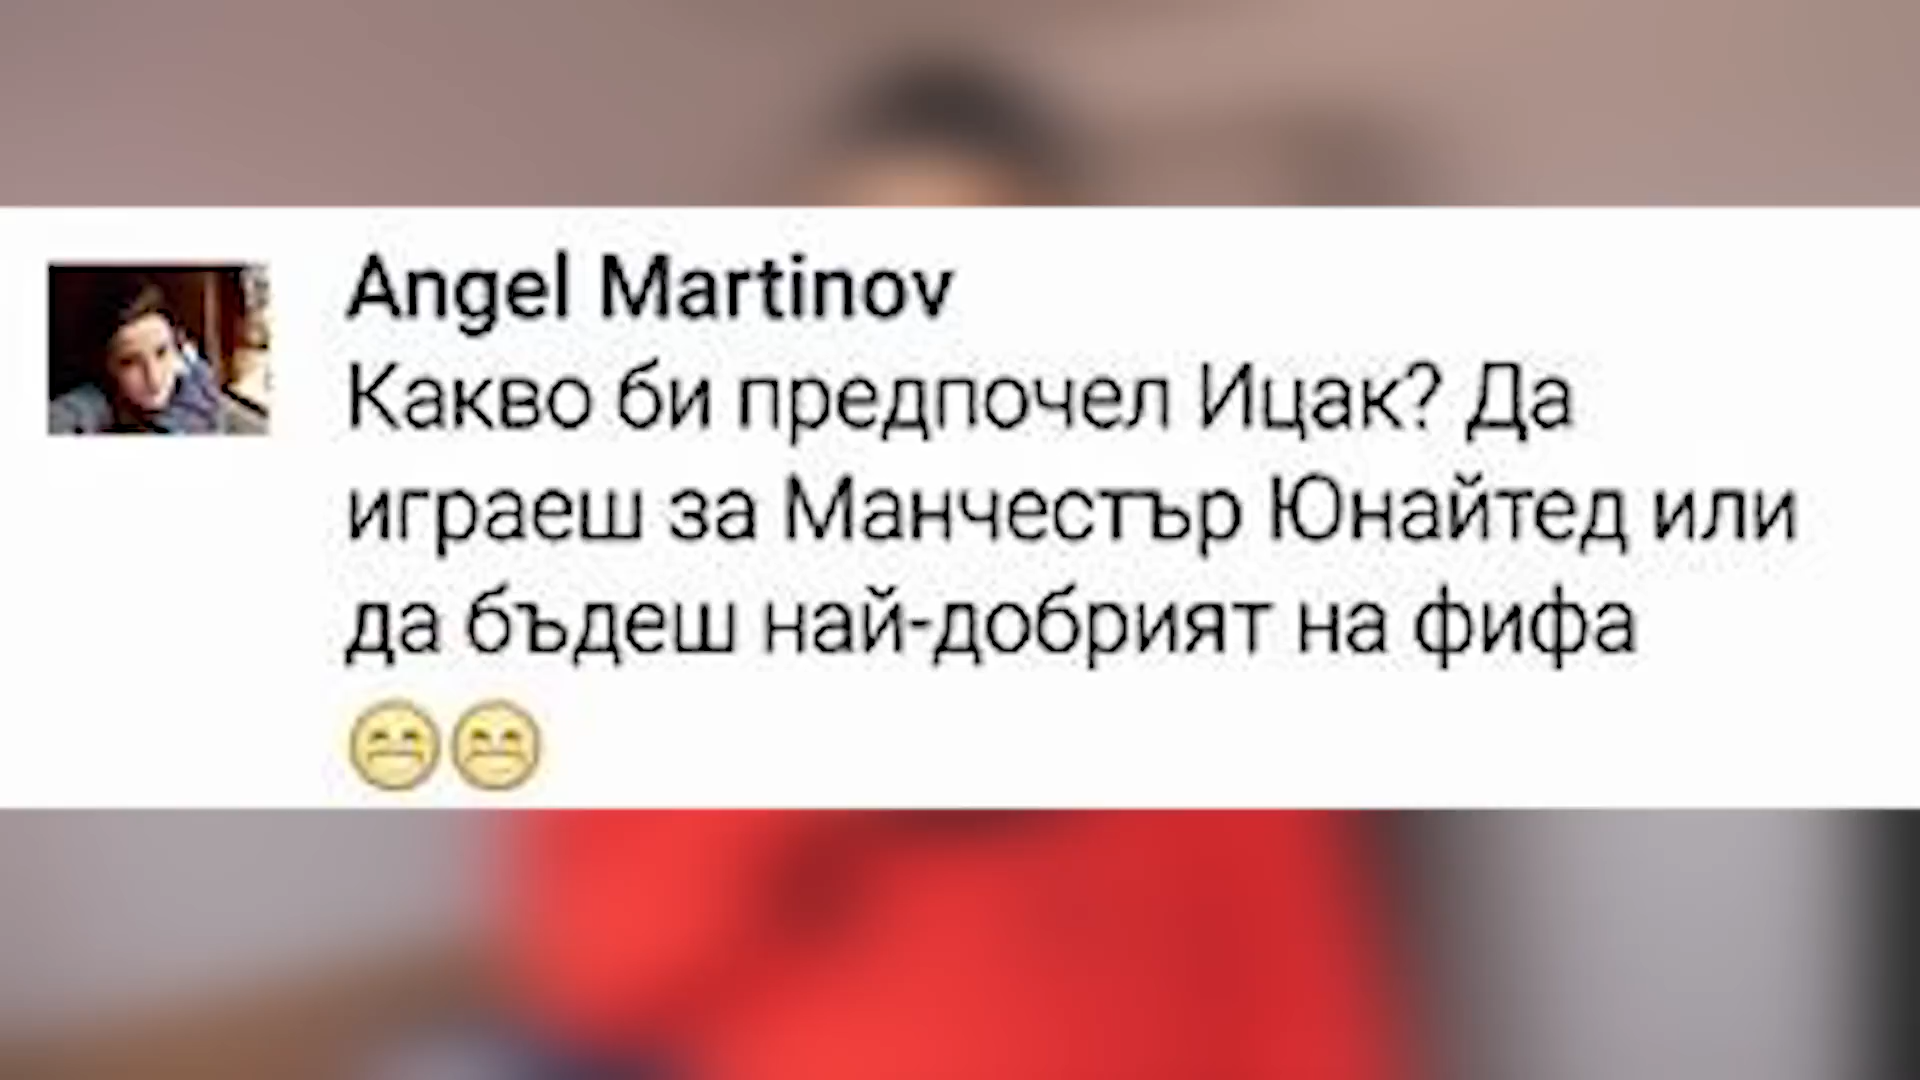 Angel Martinov
Какво би предпочел Ицак? Да
играеш за Манчестър Юнайтед или
да бъдеш най-добрият на фифа
😁😁